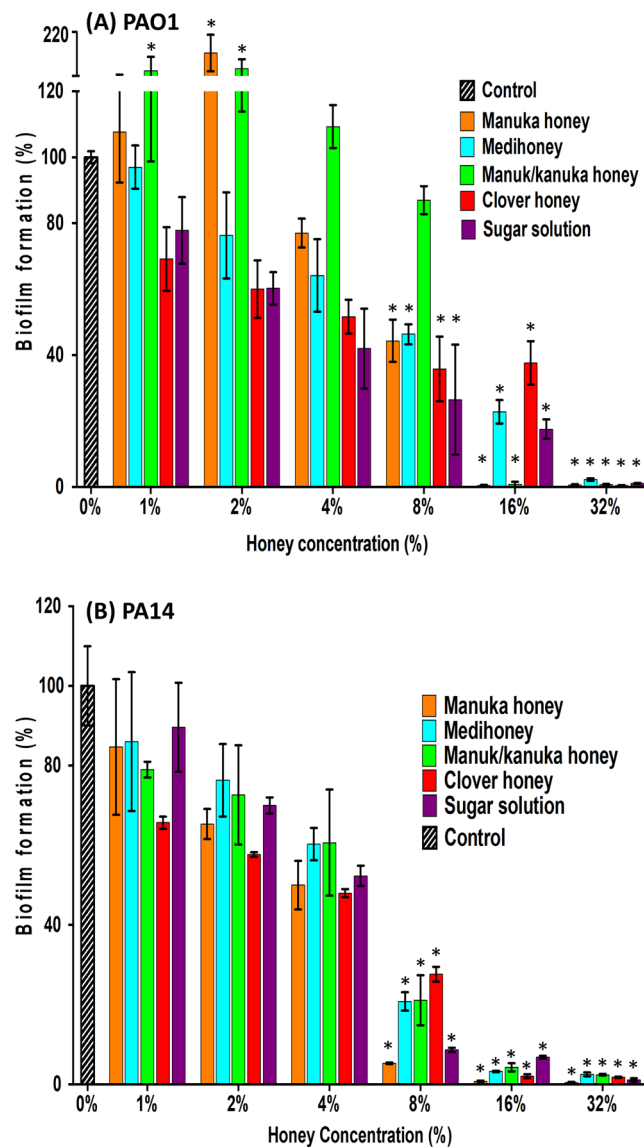 (A) PAO1
Biofilm formation (%)
220
120
80
40
0
* * * * * * * * * * * * * * * * *
Control
Manuka honey
Medihoney
Manuk/kanuka honey
Clover honey
Sugar solution
0% 1% 2% 4% 8% 16% 32%
Honey concentration (%)
(B) PA14
Biofilm formation (%)
120
80
40
0
* * * * * * * * * * * * * * *
Manuka honey
Medihoney
Manuk/kanuka honey
Clover honey
Sugar solution
Control
0% 1% 2% 4% 8% 16% 32%
Honey Concentration (%)